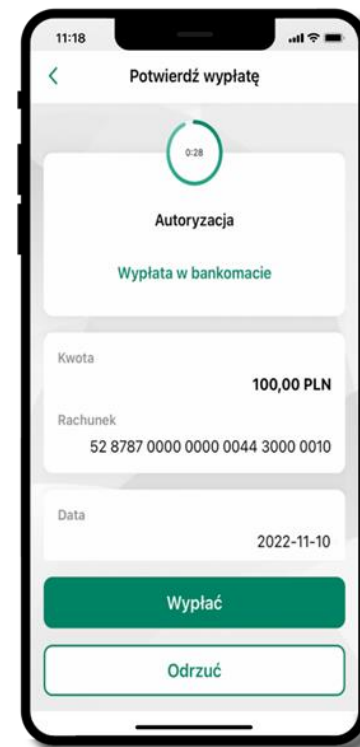 11:18
Potwierdź wypłatę
0:28
Autoryzacja
Wypłata w bankomacie
Kwota
100,00 PLN
Rachunek
52 8787 0000 0000 0044 3000 0010
Data
2022-11-10
Wypłać
Odrzuć